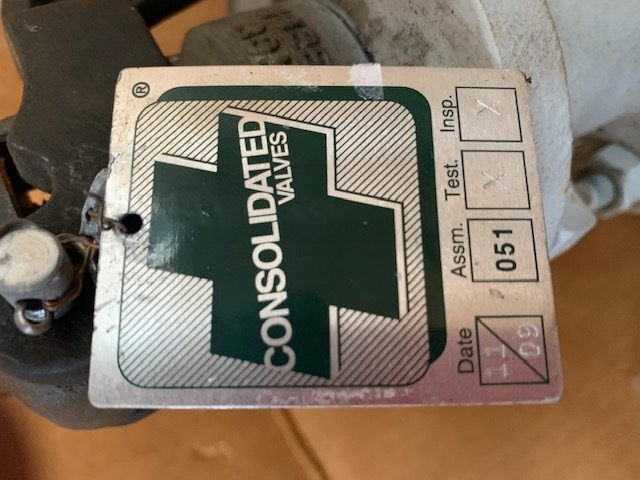 ®
CONSOLIDATED
VALVES
Date Assm. Test. Insp.
11/09 051 X X